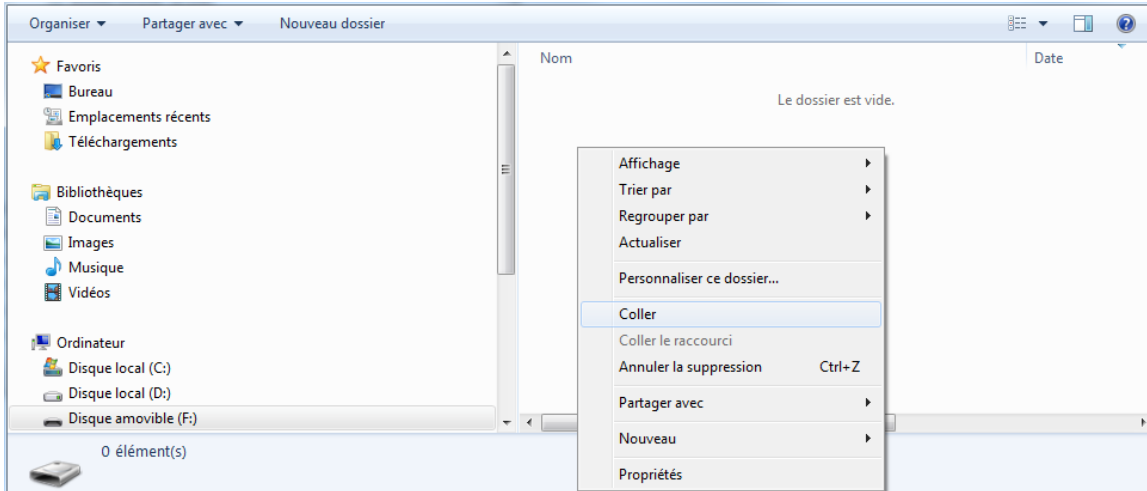 Organiser Partager avec Nouveau dossier
Favoris
Bureau
Emplacements récents
Téléchargements
Bibliothèques
Documents
Images
Musique
Vidéos
Ordinateur
Disque local (C:)
Disque local (D:)
Disque amovible (F:)
Nom Date
Le dossier est vide.
Affichage
Trier par
Regrouper par
Actualiser
Personnaliser ce dossier...
Coller
Coller le raccourci
Annuler la suppression Ctrl+Z
Partager avec
Nouveau
Propriétés
0 élément(s)